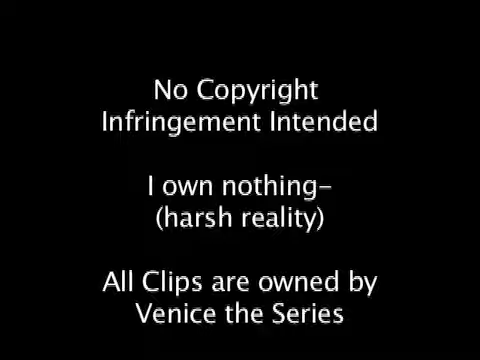 No Copyright
Infringement Intended
I own nothing-
(harsh reality)
All Clips are owned by
Venice the Series